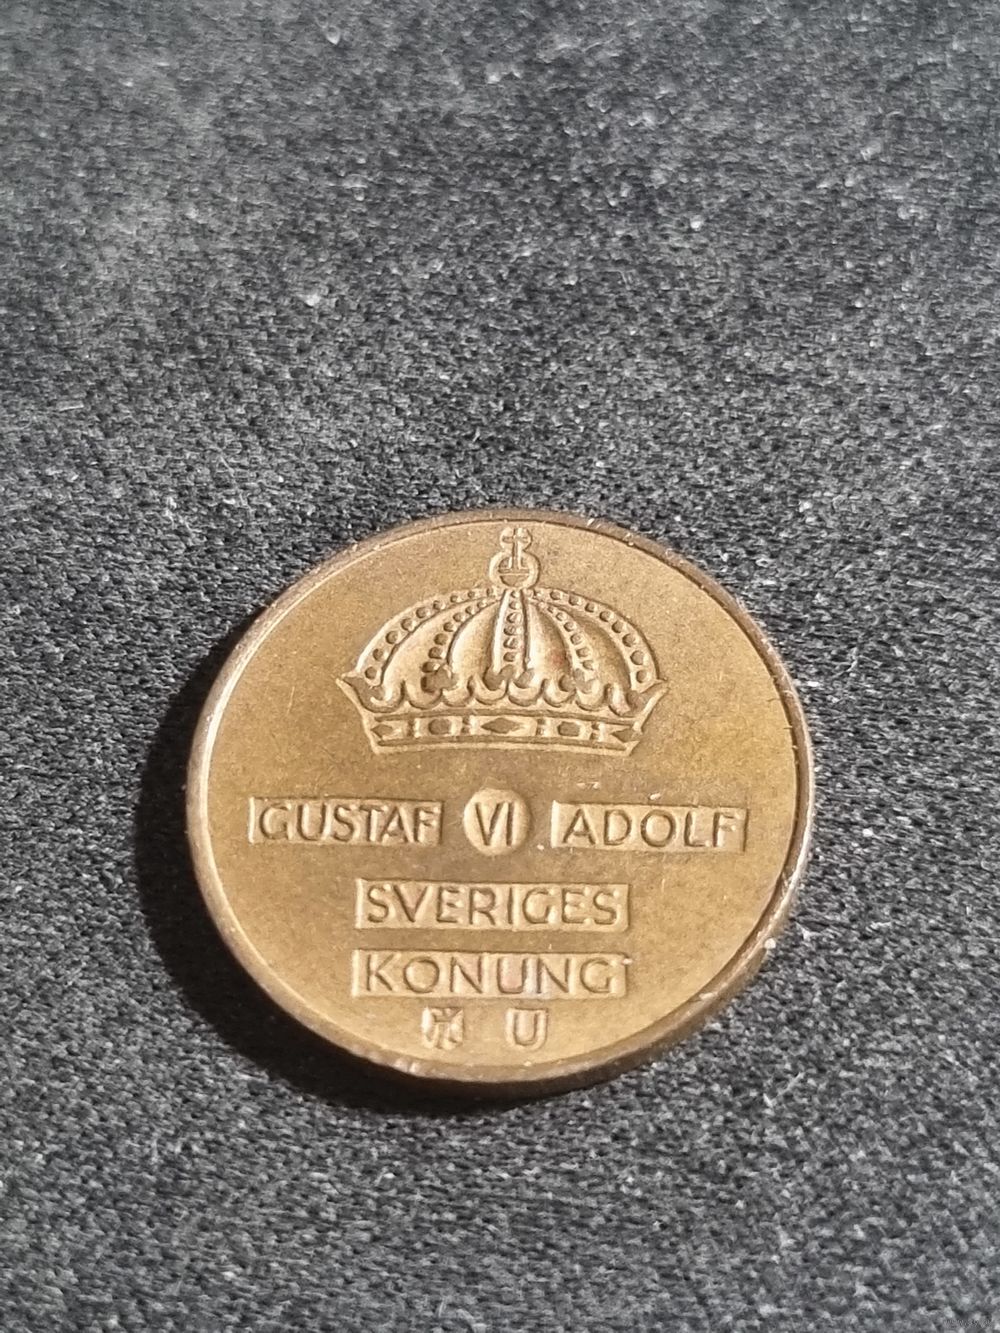 GUSTAF VI ADOLF
SVERIGES
KONUNG
U